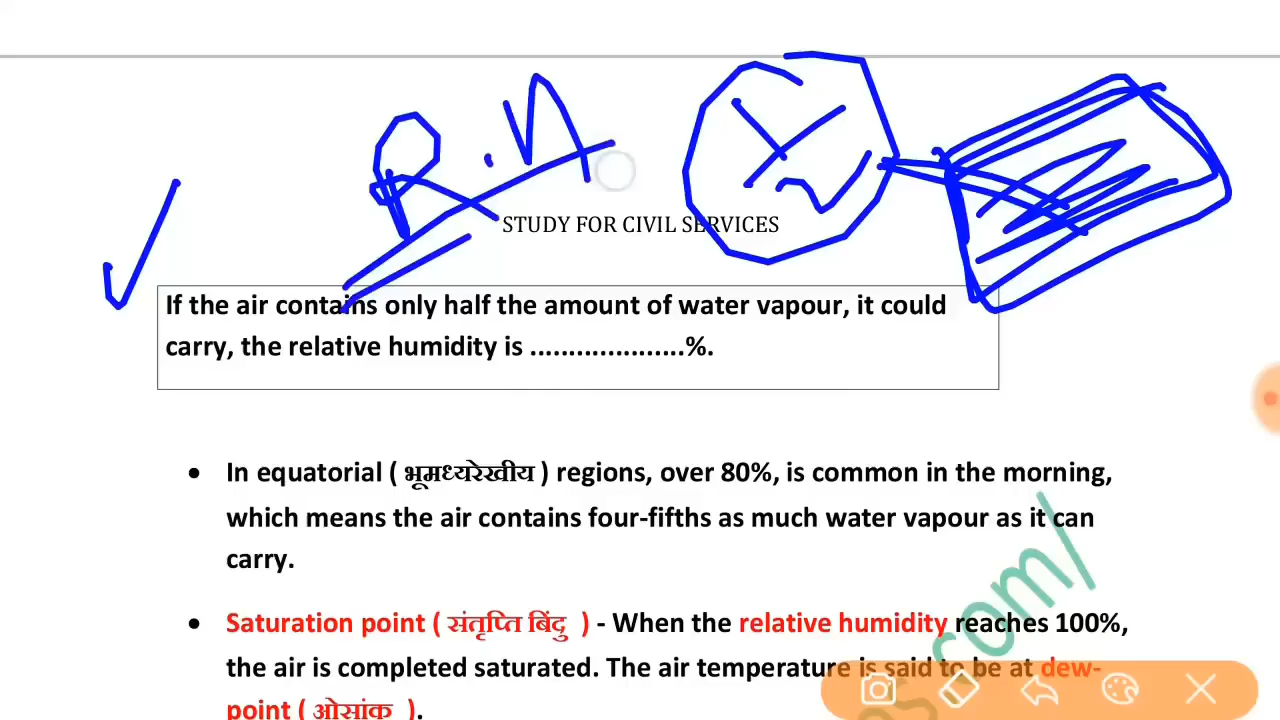 R.H
STUDY FOR CIVIL SERVICES
If the air contains only half the amount of water vapour, it could
carry, the relative humidity is .....................%.
In equatorial ( भूमध्यरेखीय ) regions, over 80%, is common in the morning,
which means the air contains four-fifths as much water vapour as it can
carry.
Saturation point ( संतृप्ति बिंदु ) - When the relative humidity reaches 100%,
the air is completed saturated. The air temperature is said to be at dew-
point ( ओसांक ).
s.com/